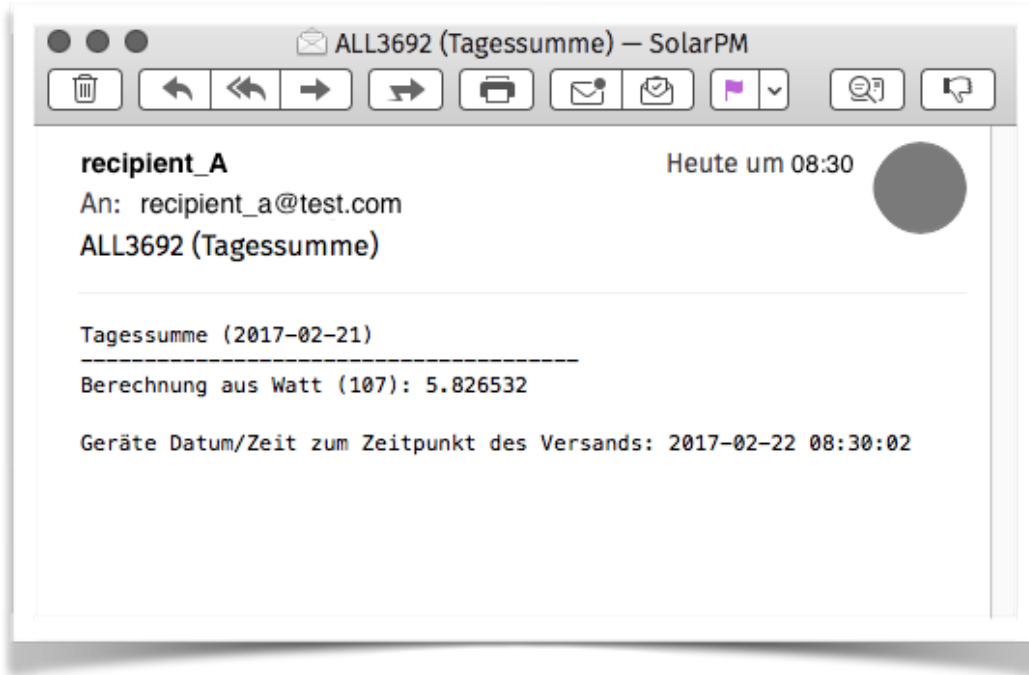 ALL3692 (Tagessumme) — SolarPM
recipient_A
Heute um 08:30
An: recipient_a@test.com
ALL3692 (Tagessumme)
Tagessumme (2017-02-21)
----------------------------------------
Berechnung aus Watt (107): 5.826532
Geräte Datum/Zeit zum Zeitpunkt des Versands: 2017-02-22 08:30:02